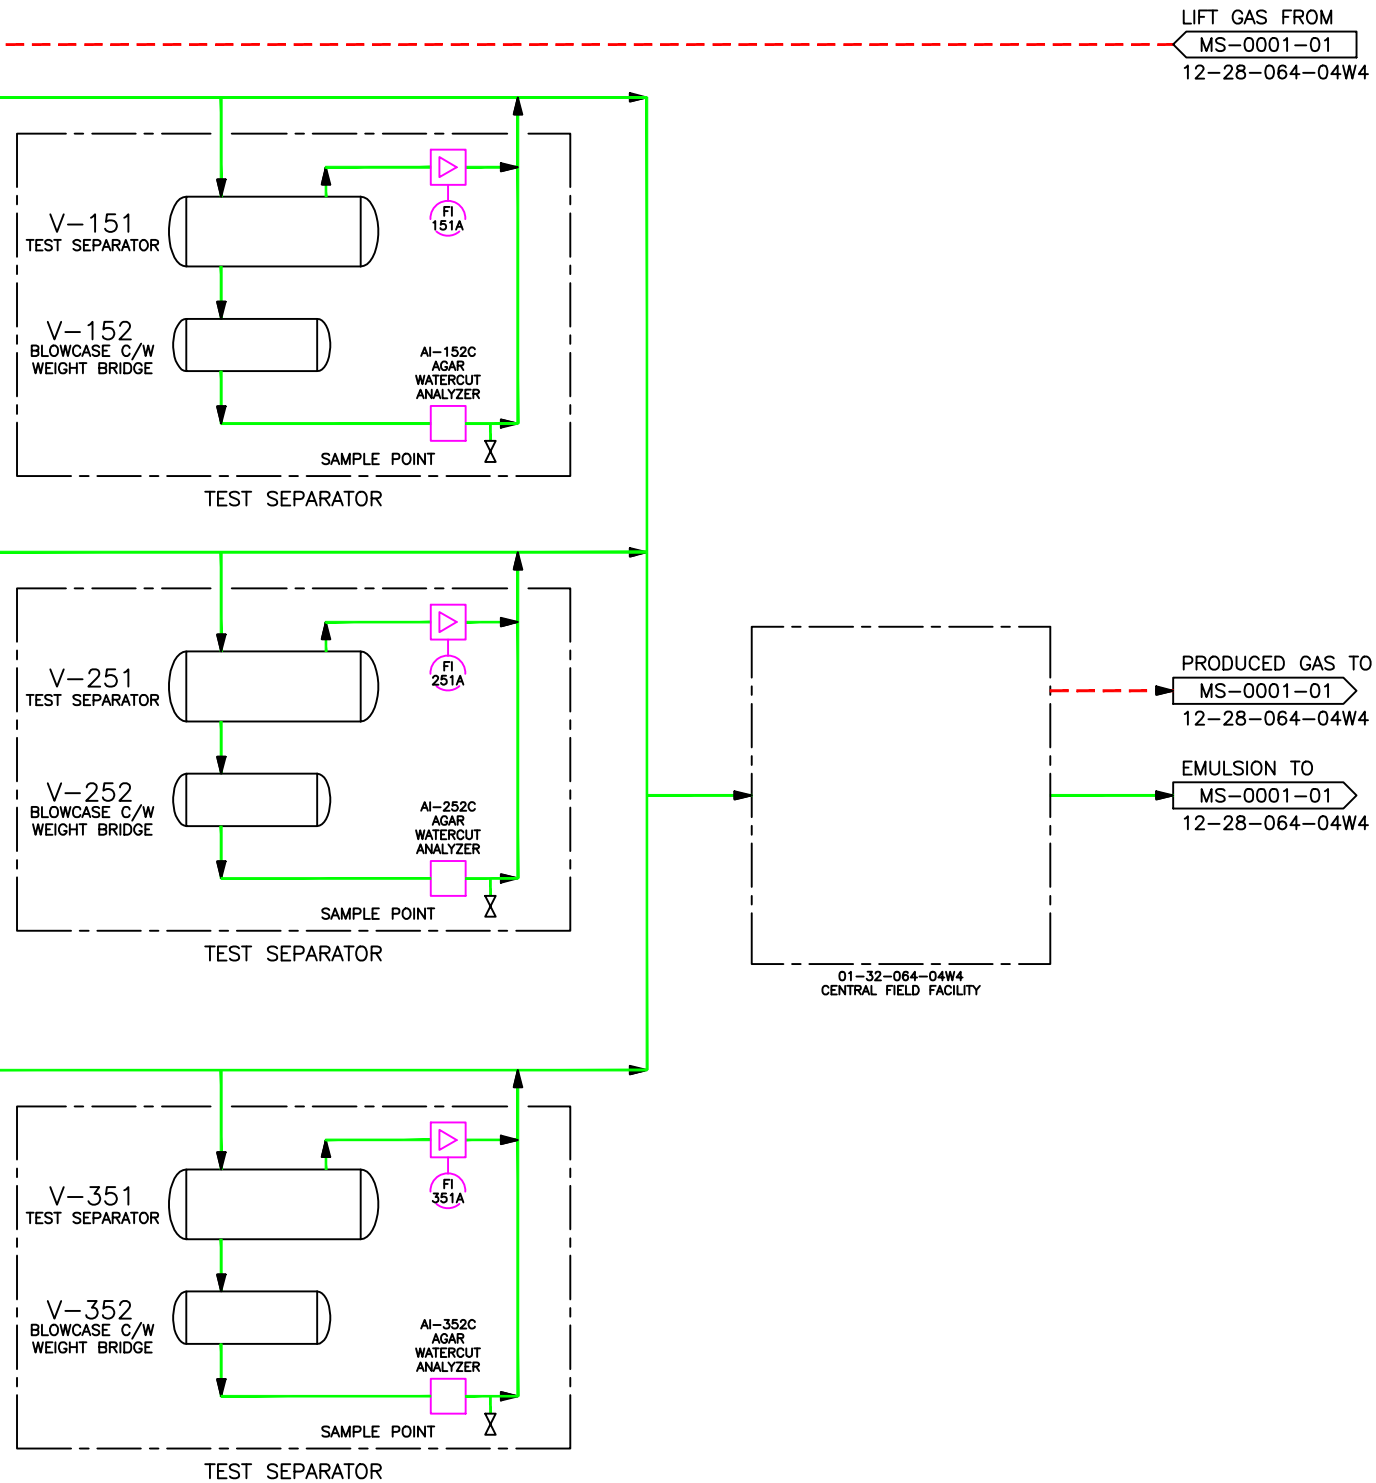 LIFT GAS FROM
MS-0001-01
12-28-064-04W4
FI
151A
V-151
TEST SEPARATOR
V-152
BLOWCASE C/W
WEIGHT BRIDGE
AI-152C
AGAR
WATERCUT
ANALYZER
SAMPLE POINT
TEST SEPARATOR
FI
251A
V-251
TEST SEPARATOR
V-252
BLOWCASE C/W
WEIGHT BRIDGE
AI-252C
AGAR
WATERCUT
ANALYZER
SAMPLE POINT
TEST SEPARATOR
PRODUCED GAS TO
MS-0001-01
12-28-064-04W4
EMULSION TO
MS-0001-01
12-28-064-04W4
01-32-064-04W4
CENTRAL FIELD FACILITY
FI
351A
V-351
TEST SEPARATOR
V-352
BLOWCASE C/W
WEIGHT BRIDGE
AI-352C
AGAR
WATERCUT
ANALYZER
SAMPLE POINT
TEST SEPARATOR